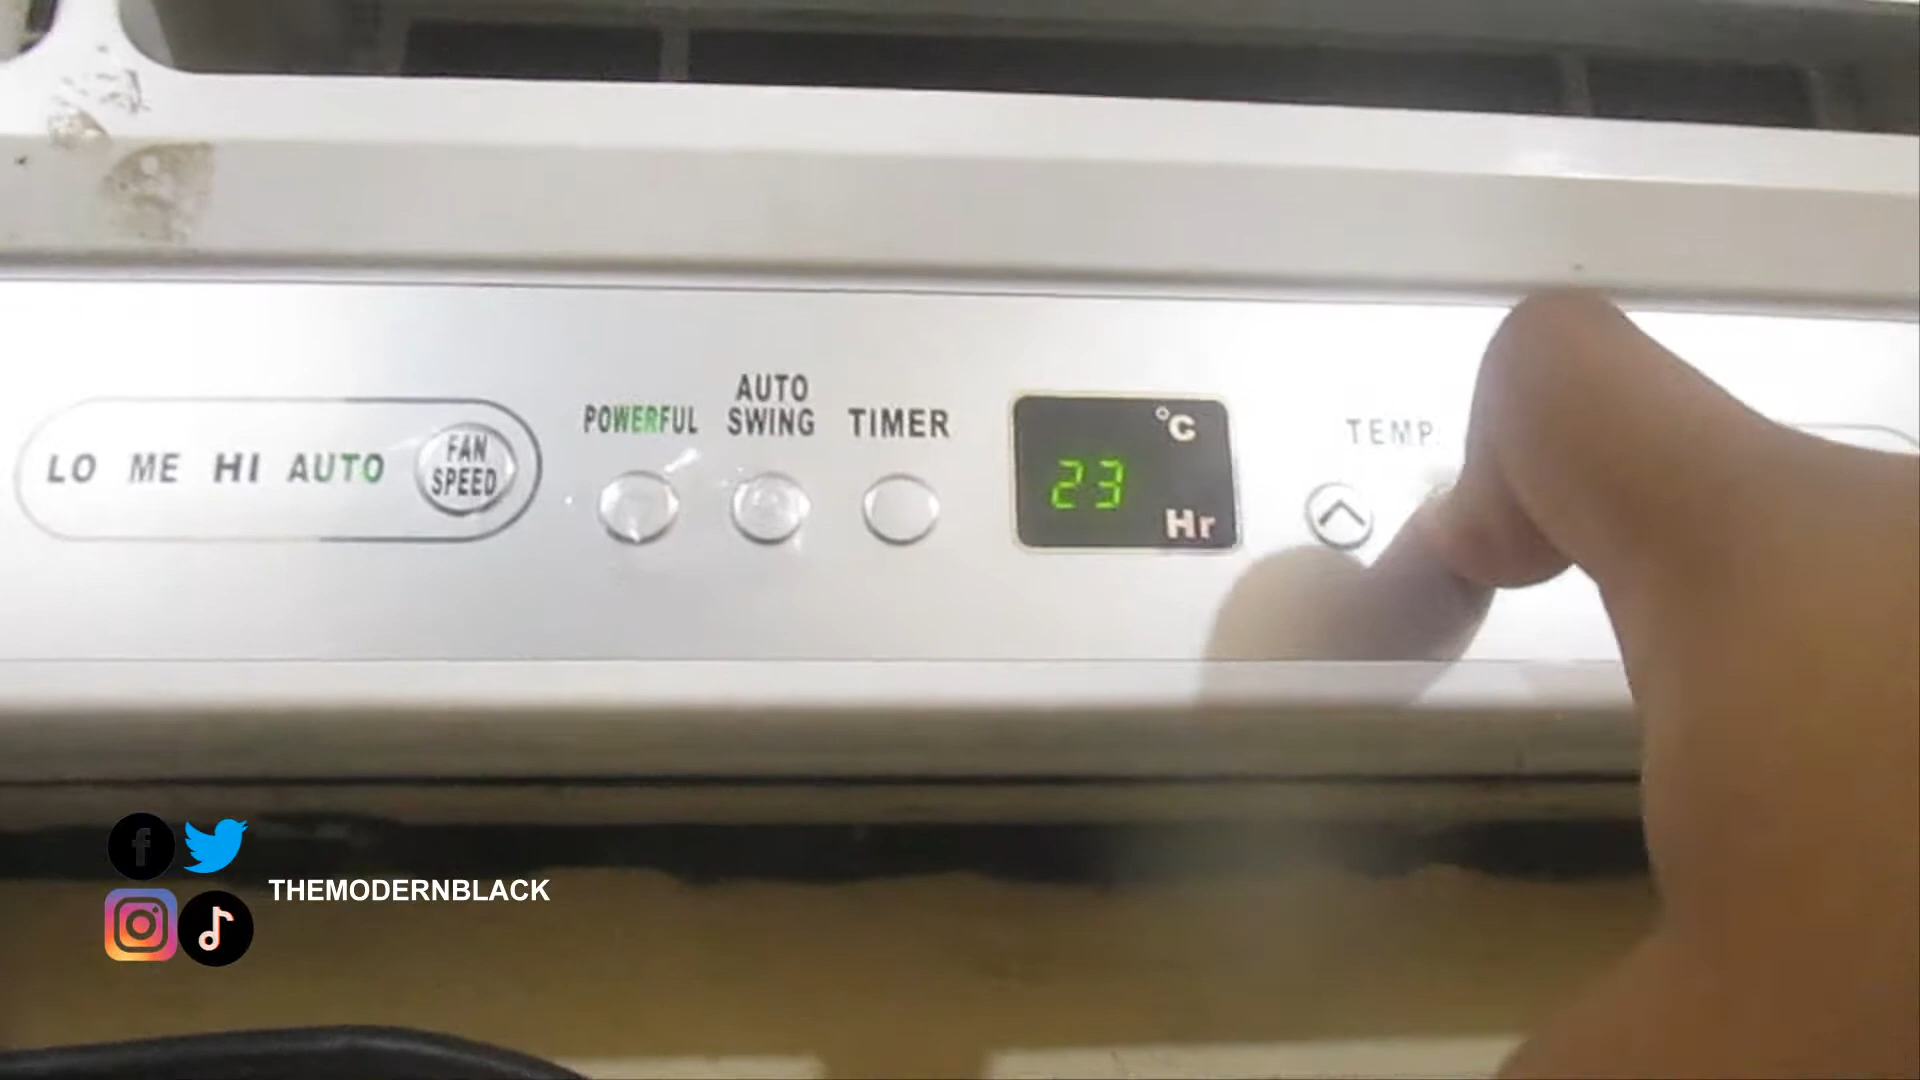 LO ME HI AUTO
FAN
SPEED
POWERFUL
AUTO
SWING
TIMER
°C
23
Hr
TEMP.
THEMODERNBLACK